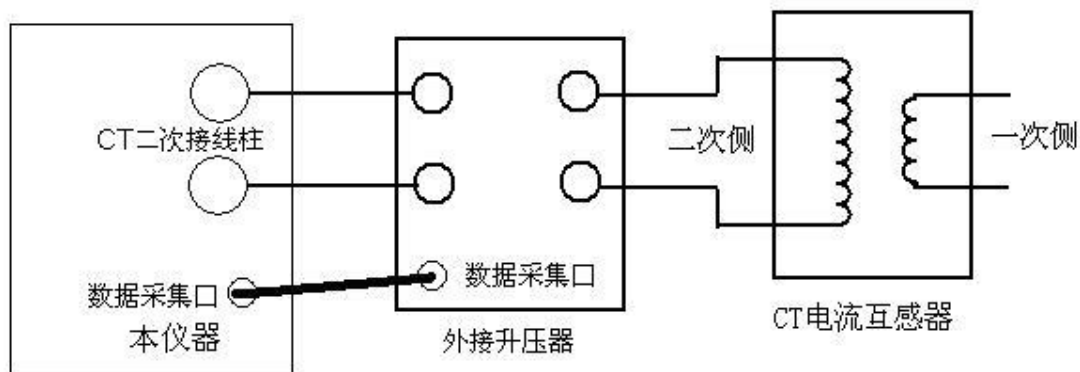 CT二次接线柱
数据采集口
本仪器
数据采集口
外接升压器
二次侧
一次侧
CT电流互感器